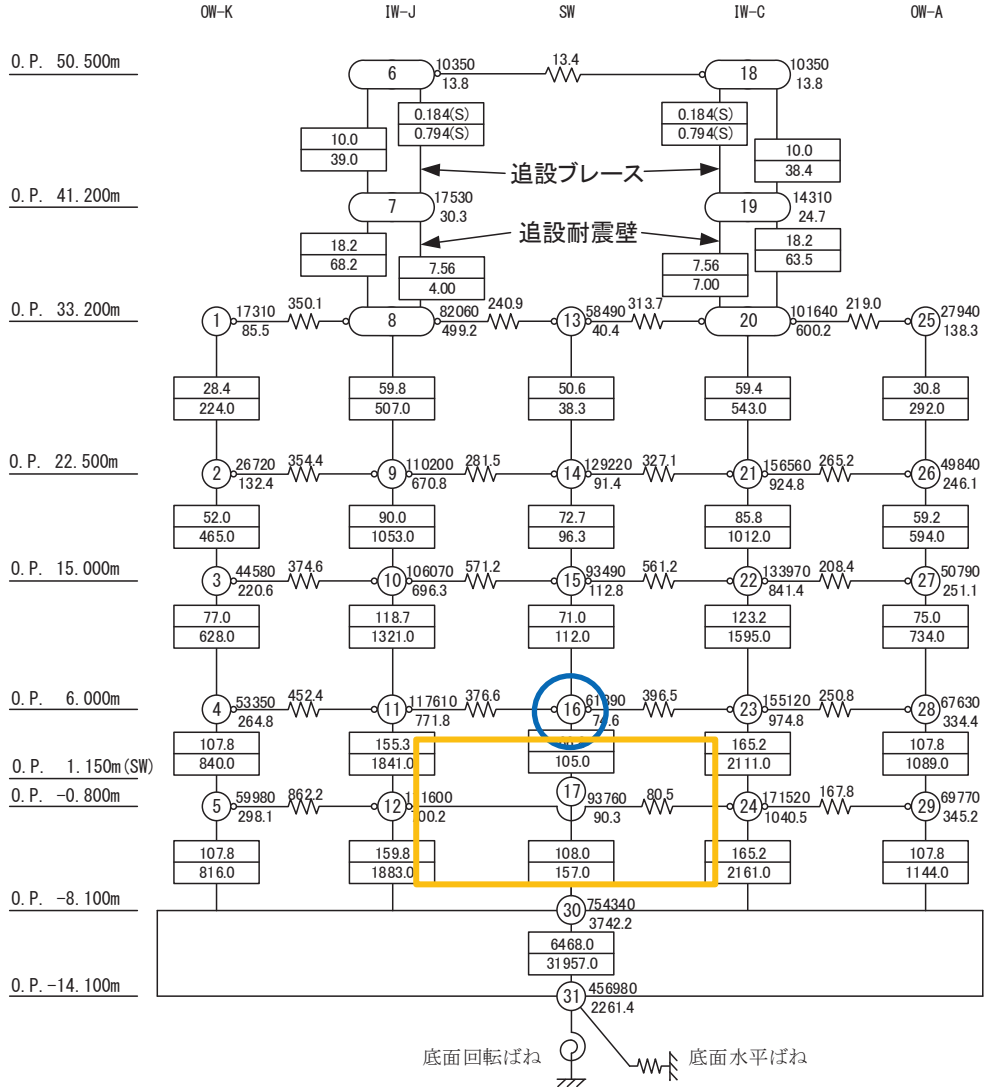 OW-K IW-J SW IW-C OW-A
O.P. 50.500m 6 10350 13.4 18 10350
13.8 13.8
0.184(S) 0.184(S)
0.794(S) 0.794(S)
10.0 10.0
39.0 38.4
追設ブレース
O.P. 41.200m 7 17530 19 14310
30.3 24.7
追設耐震壁
18.2 18.2
68.2 63.5
7.56 7.56
4.00 7.00
O.P. 33.200m 1 17310 350.1 8 82060 240.9 13 58490 313.7 20 101640 219.0 25 27940
85.5 499.2 40.4 600.2 138.3
28.4 59.8 50.6 59.4 30.8
224.0 507.0 38.3 543.0 292.0
O.P. 22.500m 2 26720 354.4 9 110200 281.5 14 129220 327.1 21 156560 265.2 26 49840
132.4 670.8 91.4 924.8 246.1
52.0 90.0 72.7 85.8 59.2
465.0 1053.0 96.3 1012.0 594.0
O.P. 15.000m 3 44580 374.6 10 106070 571.2 15 93490 561.2 22 133970 208.4 27 50790
220.6 696.3 112.8 841.4 251.1
77.0 118.7 71.0 123.2 75.0
628.0 1321.0 112.0 1595.0 734.0
O.P. 6.000m 4 53350 452.4 11 117610 376.6 16 396.5 23 155120 250.8 28 67630
264.8 771.8 974.8 334.4
107.8 155.3 165.2 107.8
840.0 1841.0 105.0 2111.0 1089.0
O.P. 1.150m(SW) 17
O.P. -0.800m 5 59980 862.2 12 93760 80.5 24 171520 167.8 29 69770
298.1 90.3 1040.5 345.2
107.8 159.8 108.0 165.2 107.8
816.0 1883.0 157.0 2161.0 1144.0
O.P. -8.100m 30 754340
3742.2
6468.0
31957.0
O.P.-14.100m 31 456980
2261.4
底面回転ばね 底面水平ばね